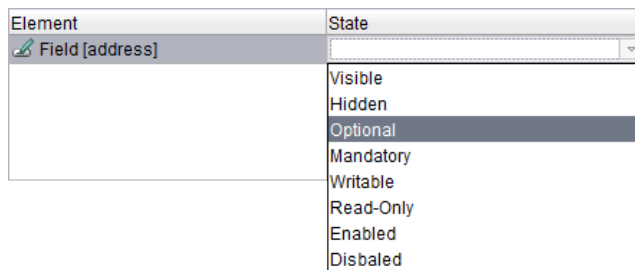 Element State
Field [address]
Visible
Hidden
Optional
Mandatory
Writable
Read-Only
Enabled
Disbaled